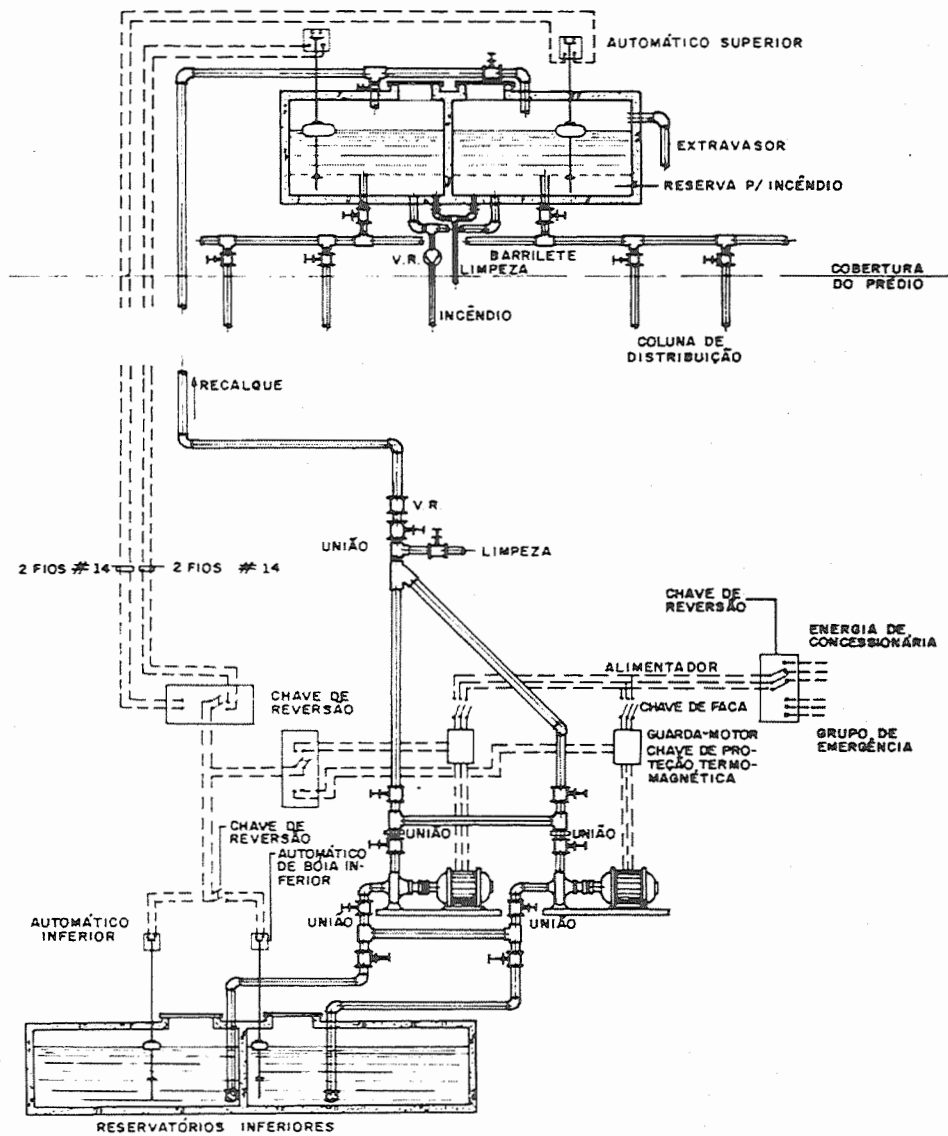 AUTOMÁTICO SUPERIOR
EXTRAVASOR
RESERVA P/ INCÊNDIO
V.R.
BARRILETE
LIMPEZA
COBERTURA
DO PRÉDIO
INCÊNDIO
COLUNA DE
DISTRIBUIÇÃO
RECALQUE
V.R.
UNIÃO
LIMPEZA
2 FIOS # 14
2 FIOS # 14
CHAVE DE
REVERSÃO
ENERGIA DE
CONCESSIONÁRIA
ALIMENTADOR
CHAVE DE
REVERSÃO
CHAVE DE FACA
GRUPO DE
EMERGÊNCIA
GUARDA-MOTOR
CHAVE DE PRO-
TEÇÃO, TERMO-
MAGNÉTICA
CHAVE DE
REVERSÃO
UNIÃO
UNIÃO
AUTOMÁTICO
DE BÓIA IN-
FERIOR
AUTOMÁTICO
INFERIOR
UNIÃO
UNIÃO
RESERVATÓRIOS INFERIORES